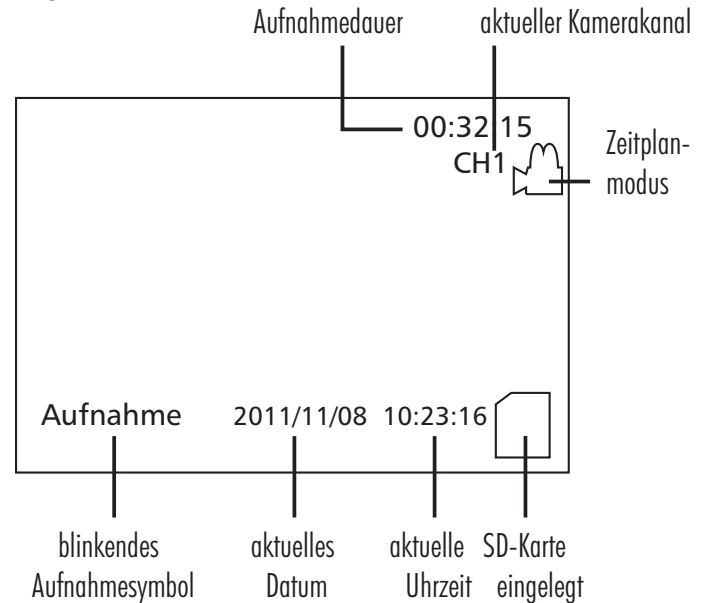 Aufnahmedauer aktueller Kamerakanal
00:32:15
CH1
Zeitplan-
modus
Aufnahme 2011/11/08 10:23:16
blinkendes aktuelles aktuelle SD-Karte
Aufnahmesymbol Datum Uhrzeit eingelegt